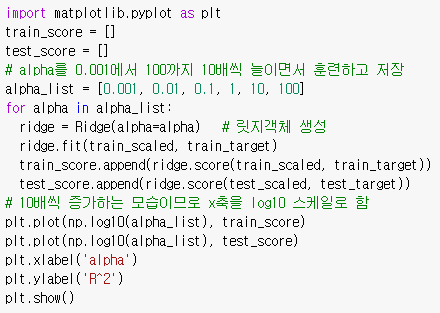 import matplotlib.pyplot as plt
train_score = []
test_score = []
# alpha를 0.001에서 100까지 10배씩 늘이면서 훈련하고 저장
alpha_list = [0.001, 0.01, 0.1, 1, 10, 100]
for alpha in alpha_list:
  ridge = Ridge(alpha=alpha)   # 릿지객체 생성
  ridge.fit(train_scaled, train_target)
  train_score.append(ridge.score(train_scaled, train_target))
  test_score.append(ridge.score(test_scaled, test_target))
# 10배씩 증가하는 모습이므로 x축을 log10 스케일로 함
plt.plot(np.log10(alpha_list), train_score)
plt.plot(np.log10(alpha_list), test_score)
plt.xlabel('alpha')
plt.ylabel('R^2')
plt.show()